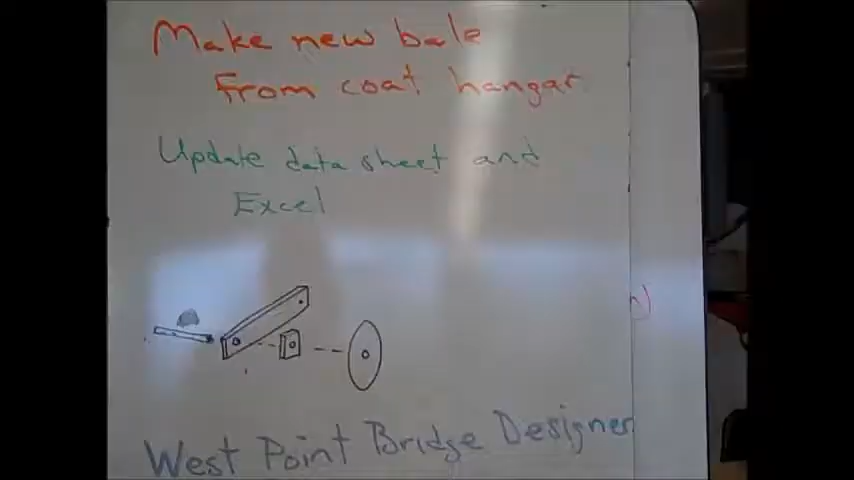 Make new bale
From coat hangar
Update data sheet and
Excel
West Point Bridge Designer